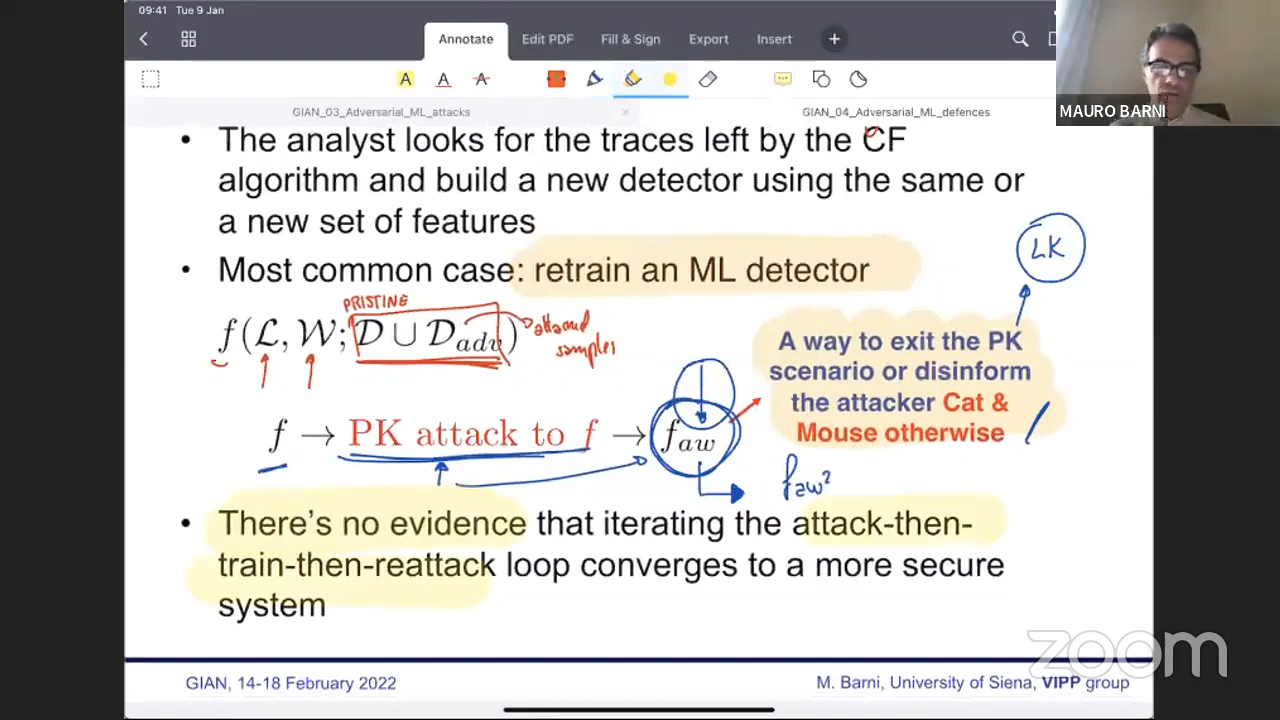 09:41 Tue 9 Jan
Annotate Edit PDF Fill & Sign Export Insert
A A A
MAURO BARNI
GIAN_03_Adversarial_ML_attacks GIAN_04_Adversarial_ML_defences
• The analyst looks for the traces left by the CF
algorithm and build a new detector using the same or
a new set of features
LK
• Most common case: retrain an ML detector
PRISTINE
f(ℒ, 𝒲; 𝒟 ∪ 𝒟adv)
samples
A way to exit the PK
scenario or disinform
the attacker Cat &
Mouse otherwise
f → PK attack to f → faw
faw²
• There's no evidence that iterating the attack-then-
train-then-reattack loop converges to a more secure
system
zoom
GIAN, 14-18 February 2022 M. Barni, University of Siena, VIPP group